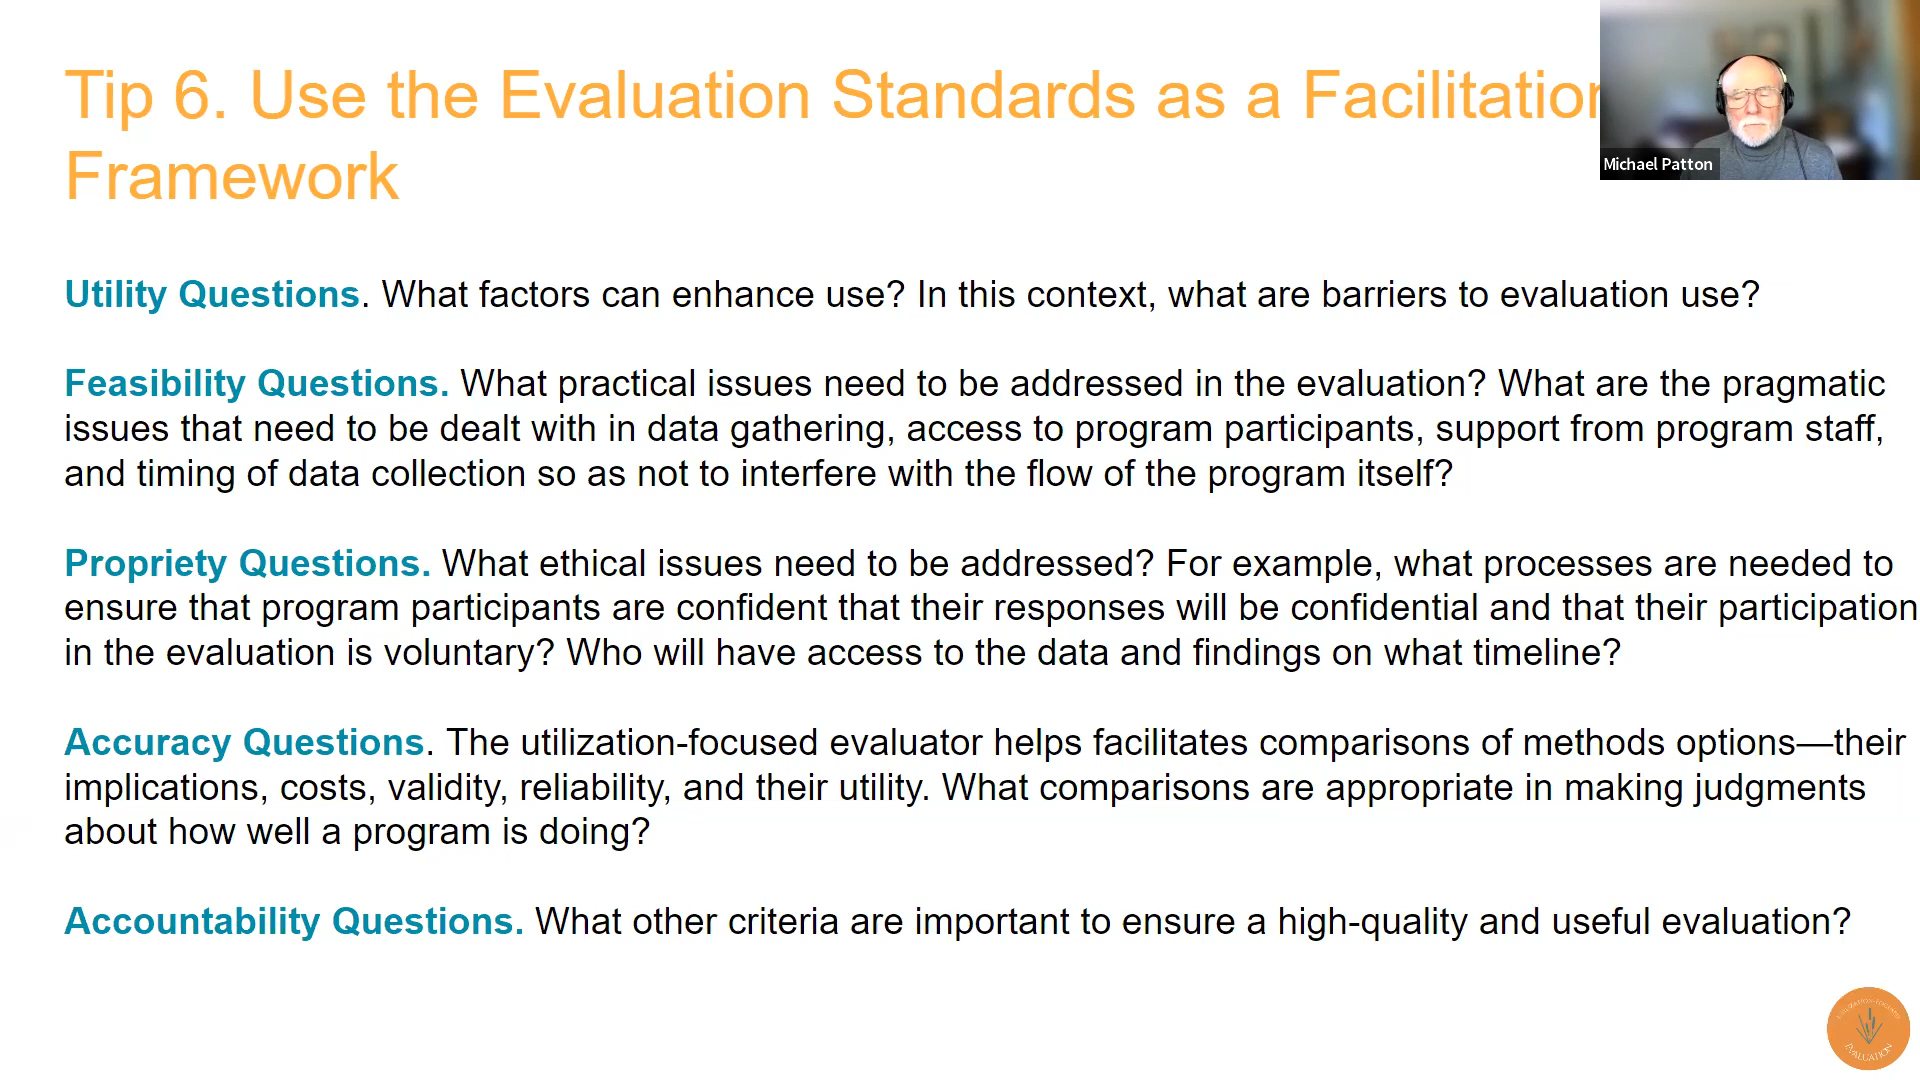 Tip 6. Use the Evaluation Standards as a Facilitation
Framework
Michael Patton
Utility Questions. What factors can enhance use? In this context, what are barriers to evaluation use?
Feasibility Questions. What practical issues need to be addressed in the evaluation? What are the pragmatic
issues that need to be dealt with in data gathering, access to program participants, support from program staff,
and timing of data collection so as not to interfere with the flow of the program itself?
Propriety Questions. What ethical issues need to be addressed? For example, what processes are needed to
ensure that program participants are confident that their responses will be confidential and that their participation
in the evaluation is voluntary? Who will have access to the data and findings on what timeline?
Accuracy Questions. The utilization-focused evaluator helps facilitates comparisons of methods options—their
implications, costs, validity, reliability, and their utility. What comparisons are appropriate in making judgments
about how well a program is doing?
Accountability Questions. What other criteria are important to ensure a high-quality and useful evaluation?
EVALUATION